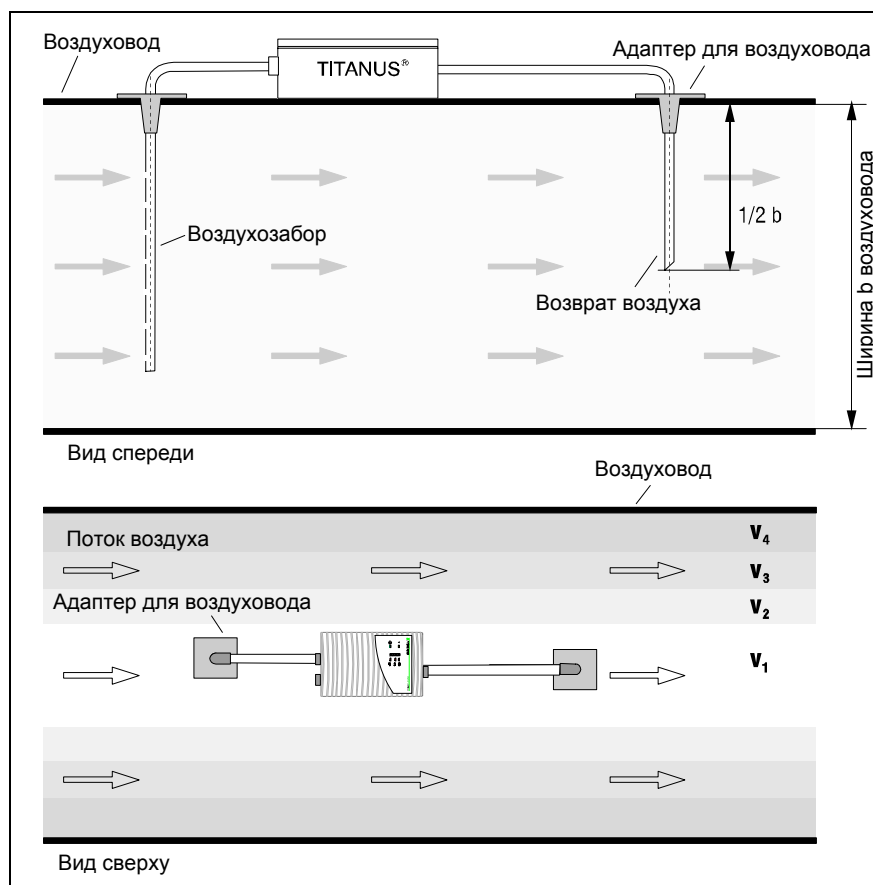 Воздуховод
Адаптер для воздуховода
TITANUS®
1/2 b
Ширина b воздуховода
Воздухозабор
Возврат воздуха
Вид спереди
Воздуховод
Поток воздуха
V4
V3
Адаптер для воздуховода
V2
V1
Вид сверху